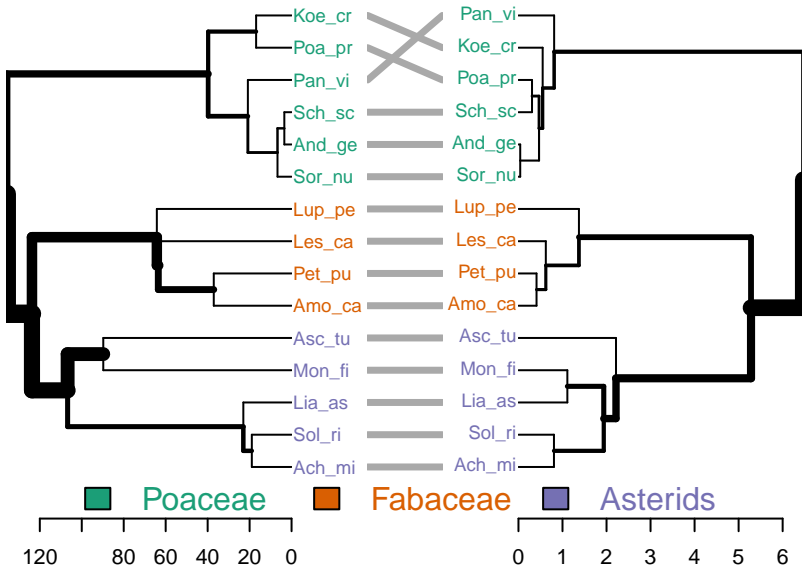 Koe_cr Pan_vi
Poa_pr Koe_cr
Pan_vi Poa_pr
Sch_sc Sch_sc
And_ge And_ge
Sor_nu Sor_nu
Lup_pe Lup_pe
Les_ca Les_ca
Pet_pu Pet_pu
Amo_ca Amo_ca
Asc_tu Asc_tu
Mon_fi Mon_fi
Lia_as Lia_as
Sol_ri Sol_ri
Ach_mi Ach_mi
Poaceae Fabaceae Asterids
120 80 60 40 20 0 0 1 2 3 4 5 6